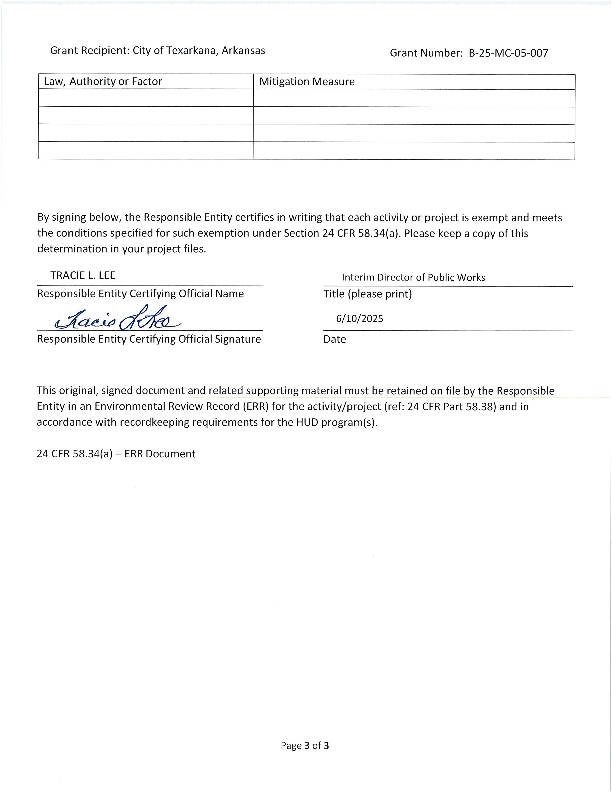 Grant Recipient: City of Texarkana, Arkansas Grant Number: B-25-MC-05-007
Law, Authority or Factor Mitigation Measure
By signing below, the Responsible Entity certifies in writing that each activity or project is exempt and meets
the conditions specified for such exemption under Section 24 CFR 58.34(a). Please keep a copy of this
determination in your project files.
TRACIE L. LEE Interim Director of Public Works
Responsible Entity Certifying Official Name Title (please print)
Tracie L Lee 6/10/2025
Responsible Entity Certifying Official Signature Date
This original, signed document and related supporting material must be retained on file by the Responsible
Entity in an Environmental Review Record (ERR) for the activity/project (ref: 24 CFR Part 58.38) and in
accordance with recordkeeping requirements for the HUD program(s).
24 CFR 58.34(a) – ERR Document
Page 3 of 3